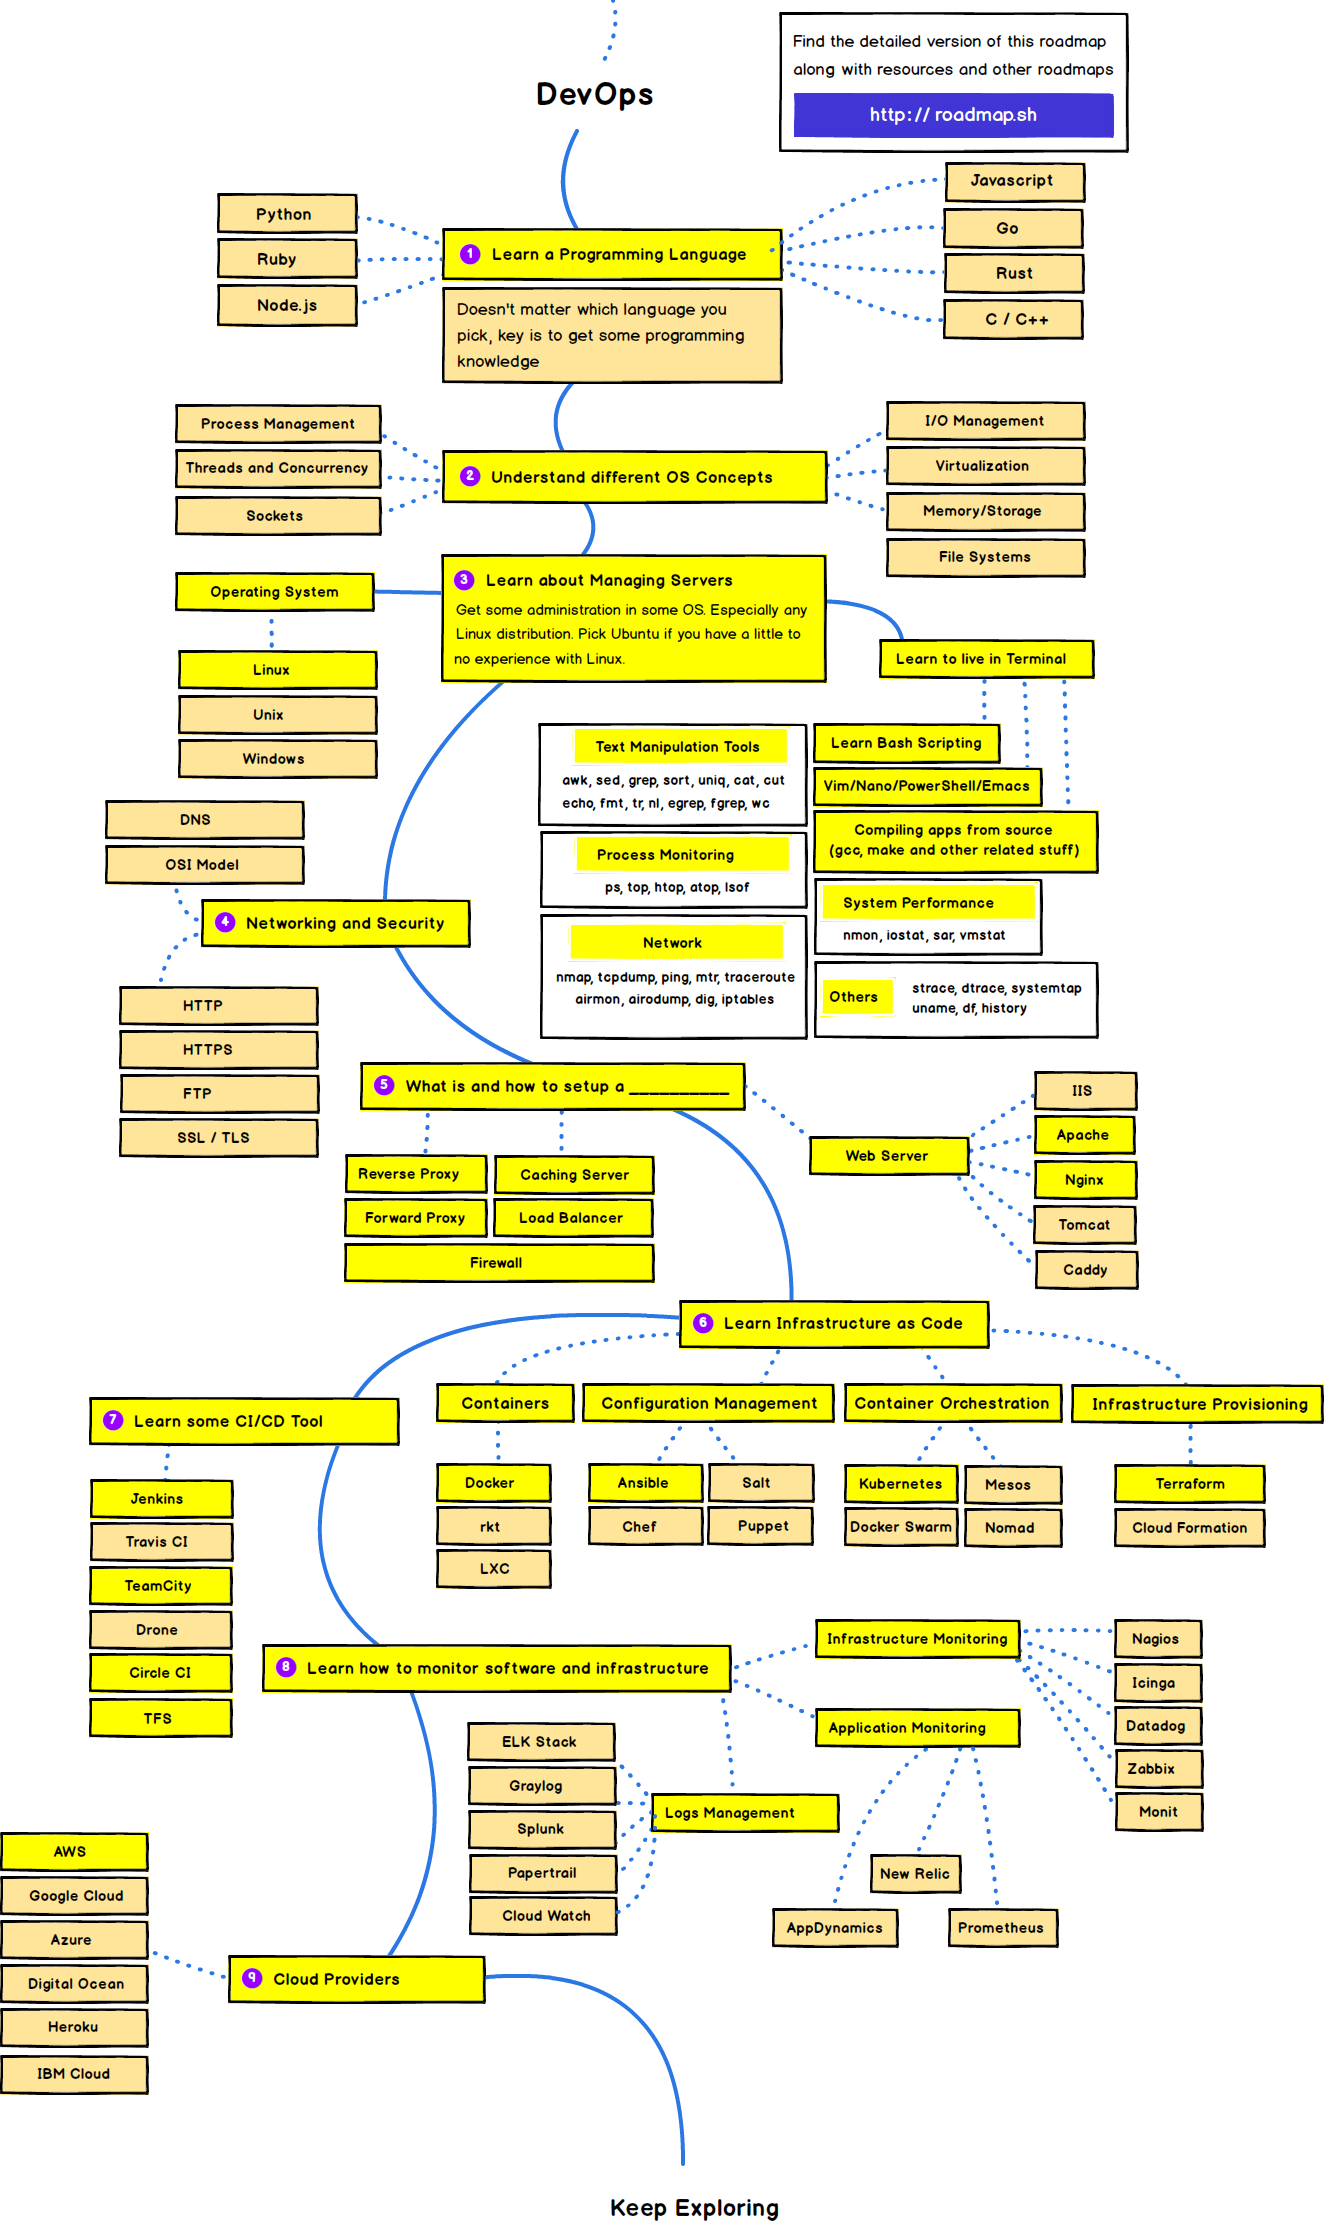 DevOps
Find the detailed version of this roadmap
along with resources and other roadmaps
http: // roadmap.sh
1 Learn a Programming Language
Doesn't matter which language you
pick, key is to get some programming
knowledge
Python
Ruby
Node.js
Javascript
Go
Rust
C / C++
2 Understand different OS Concepts
Process Management
Threads and Concurrency
Sockets
I/O Management
Virtualization
Memory/Storage
File Systems
3 Learn about Managing Servers
Get some administration in some OS. Especially any
Linux distribution. Pick Ubuntu if you have a little to
no experience with Linux.
Operating System
Linux
Unix
Windows
Learn to live in Terminal
Learn Bash Scripting
Vim/Nano/PowerShell/Emacs
Compiling apps from source
(gcc, make and other related stuff)
Text Manipulation Tools
awk, sed, grep, sort, uniq, cat, cut
echo, fmt, tr, nl, egrep, fgrep, wc
Process Monitoring
ps, top, htop, atop, lsof
System Performance
nmon, iostat, sar, vmstat
Network
nmap, tcpdump, ping, mtr, traceroute
airmon, airodump, dig, iptables
Others
strace, dtrace, systemtap
uname, df, history
DNS
OSI Model
4 Networking and Security
HTTP
HTTPS
FTP
SSL / TLS
5 What is and how to setup a __________
Reverse Proxy
Caching Server
Forward Proxy
Load Balancer
Firewall
Web Server
IIS
Apache
Nginx
Tomcat
Caddy
6 Learn Infrastructure as Code
Containers
Docker
rkt
LXC
Configuration Management
Ansible
Salt
Chef
Puppet
Container Orchestration
Kubernetes
Mesos
Docker Swarm
Nomad
Infrastructure Provisioning
Terraform
Cloud Formation
7 Learn some CI/CD Tool
Jenkins
Travis CI
TeamCity
Drone
Circle CI
TFS
8 Learn how to monitor software and infrastructure
Infrastructure Monitoring
Nagios
Icinga
Datadog
Zabbix
Monit
Application Monitoring
AppDynamics
New Relic
Prometheus
Logs Management
ELK Stack
Graylog
Splunk
Papertrail
Cloud Watch
9 Cloud Providers
AWS
Google Cloud
Azure
Digital Ocean
Heroku
IBM Cloud
Keep Exploring